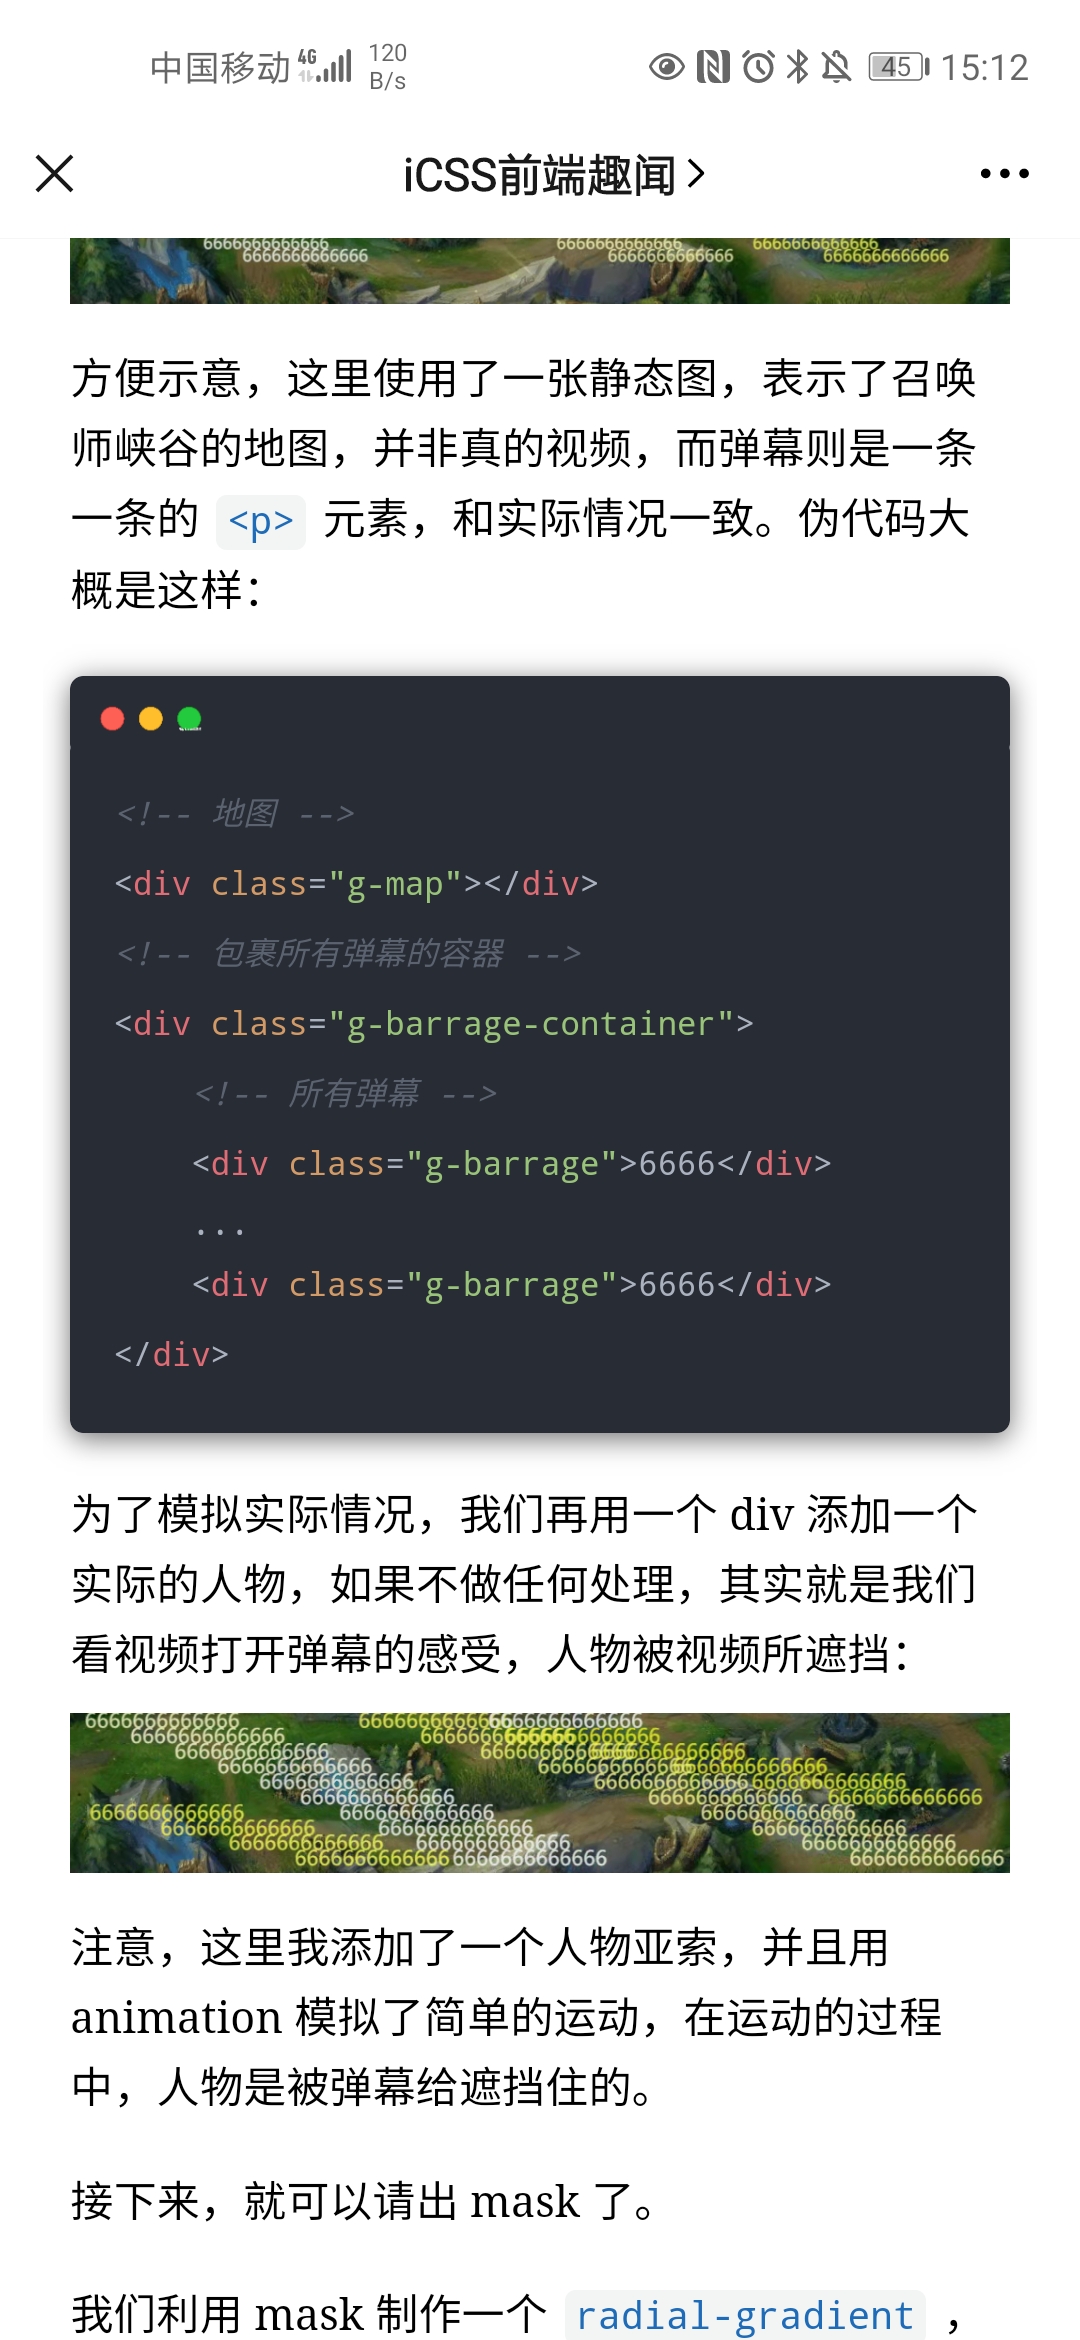 中国移动 4G 120 B/s 45 15:12
iCSS前端趣闻
6666666666666 6666666666666 6666666666666
6666666666666 6666666666666 6666666666666
方便示意，这里使用了一张静态图，表示了召唤
师峡谷的地图，并非真的视频，而弹幕则是一条
一条的 <p> 元素，和实际情况一致。伪代码大
概是这样：
<!-- 地图 -->
<div class="g-map"></div>
<!-- 包裹所有弹幕的容器 -->
<div class="g-barrage-container">
<!-- 所有弹幕 -->
<div class="g-barrage">6666</div>
...
<div class="g-barrage">6666</div>
</div>
为了模拟实际情况，我们再用一个 div 添加一个
实际的人物，如果不做任何处理，其实就是我们
看视频打开弹幕的感受，人物被视频所遮挡：
注意，这里我添加了一个人物亚索，并且用
animation 模拟了简单的运动，在运动的过程
中，人物是被弹幕给遮挡住的。
接下来，就可以请出 mask 了。
我们利用 mask 制作一个 radial-gradient ，